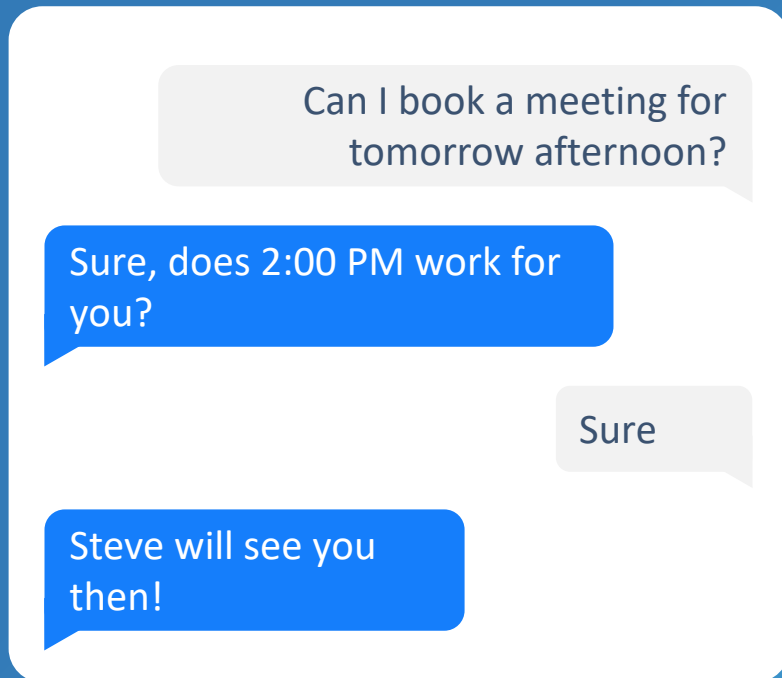 Can I book a meeting for
tomorrow afternoon?
Sure, does 2:00 PM work for
you?
Sure
Steve will see you
then!